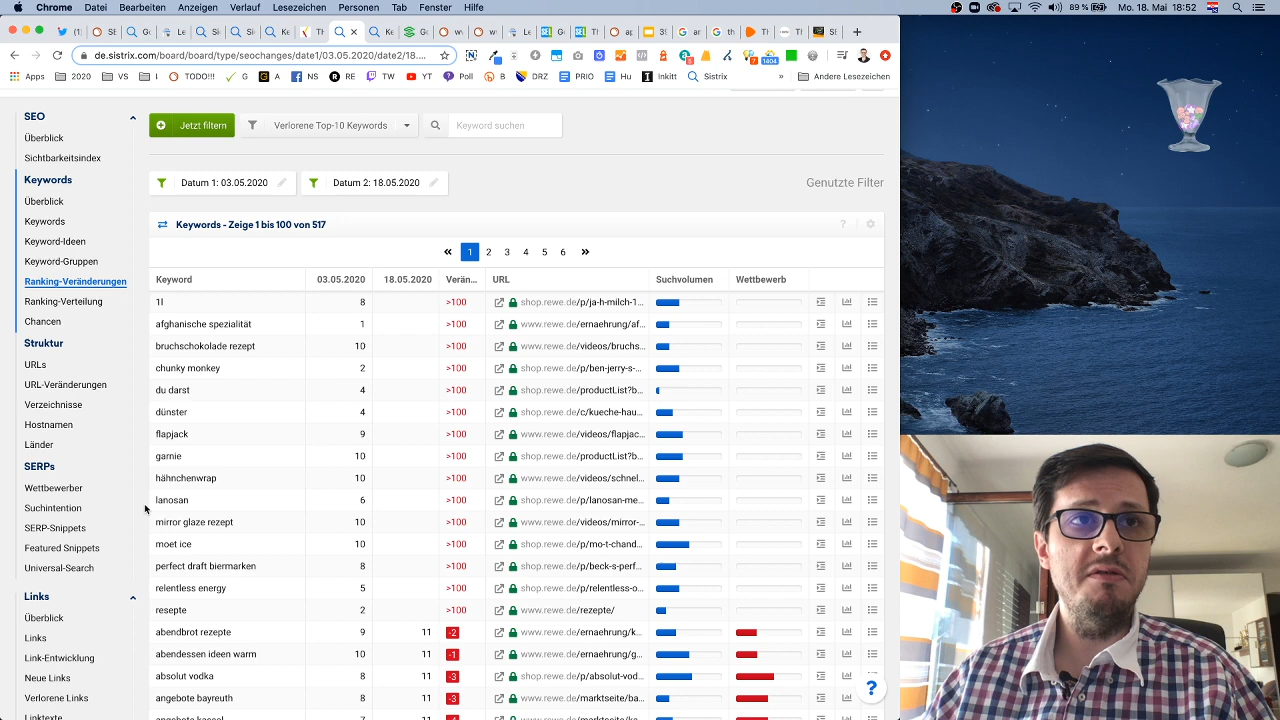 Chrome Datei Bearbeiten Anzeigen Verlauf Lesezeichen Personen Tab Fenster Hilfe 89 % Mo. 18. Mai 18:52
de.sistrix.com/board/board/type/seochanges/date1/03.05.2020/date2/18....
Apps 2020 VS I TODO!!! G A NS RE TW YT Poll B DRZ PRIO Hu Inkitt Sistrix » Andere Lesezeichen
SEO
Überblick
Sichtbarkeitsindex
Keywords
Überblick
Keywords
Keyword-Ideen
Keyword-Gruppen
Ranking-Veränderungen
Ranking-Verteilung
Chancen
Struktur
URLs
URL-Veränderungen
Verzeichnisse
Hostnamen
Länder
SERPs
Wettbewerber
Suchintention
SERP-Snippets
Featured Snippets
Universal-Search
Links
Überblick
Links
Link-Entwicklung
Neue Links
Verlorene Links
Linktexte
Jetzt filtern Verlorene Top-10 Keywords Keyword suchen
Datum 1: 03.05.2020 Datum 2: 18.05.2020 Genutzte Filter
Keywords - Zeige 1 bis 100 von 517 ?
« 1 2 3 4 5 6 »
Keyword 03.05.2020 18.05.2020 Verän... URL Suchvolumen Wettbewerb
1l 8 >100 shop.rewe.de/p/ja-h-milch-1...
afghanische spezialität 1 >100 www.rewe.de/ernaehrung/af...
bruchschokolade rezept 10 >100 www.rewe.de/videos/bruchs...
chunky monkey 4 >100 shop.rewe.de/p/ben-jerry-s-...
du darst 4 >100 shop.rewe.de/productList?b...
dünster 4 >100 shop.rewe.de/c/kueche-hau...
flapjack 9 >100 www.rewe.de/videos/flapjac...
garnie 10 >100 shop.rewe.de/productList?b...
hähnchenwrap 10 >100 www.rewe.de/videos/schnel...
lanosan 6 >100 shop.rewe.de/p/lanosan-me...
mirror glaze rezept 10 >100 www.rewe.de/videos/mirror-...
moet ice 10 >100 shop.rewe.de/p/mo-t-chand...
perfect draft biermarken 8 >100 shop.rewe.de/p/beck-s-perf...
relentless energy 5 >100 shop.rewe.de/p/relentless-o...
resepte 2 >100 www.rewe.de/rezepte/
abendbrot rezepte 9 11 -2 www.rewe.de/ernaehrung/k...
abendessen ideen warm 10 11 -1 www.rewe.de/ernaehrung/g...
absolut vodka 8 11 -3 shop.rewe.de/p/absolut-vod...
angebote bayreuth 8 11 -3 www.rewe.de/marktseite/ba...
angebote kassel 7 11 -4 www.rewe.de/marktseite/ka...
?